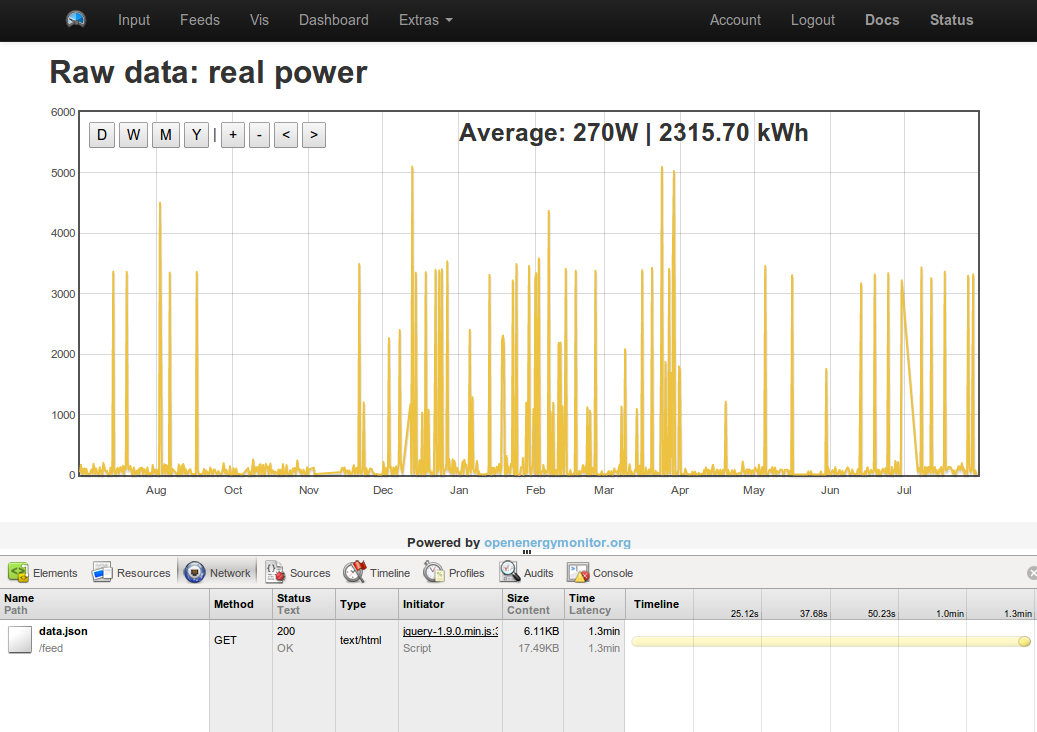 Input Feeds Vis Dashboard Extras Account Logout Docs Status
Raw data: real power
D W M Y | + - < >
Average: 270W | 2315.70 kWh
6000
5000
4000
3000
2000
1000
0
Aug Oct Nov Dec Jan Feb Mar Apr May Jun Jul
Powered by openenergymonitor.org
Elements Resources Network Sources Timeline Profiles Audits Console
Name Method Status Type Initiator Size Time Timeline
Path Text Content Latency
25.12s 37.68s 50.23s 1.0min 1.3min
data.json GET 200 text/html jquery-1.9.0.min.js:3 6.11KB 1.3min
/feed OK Script 17.49KB 1.3min